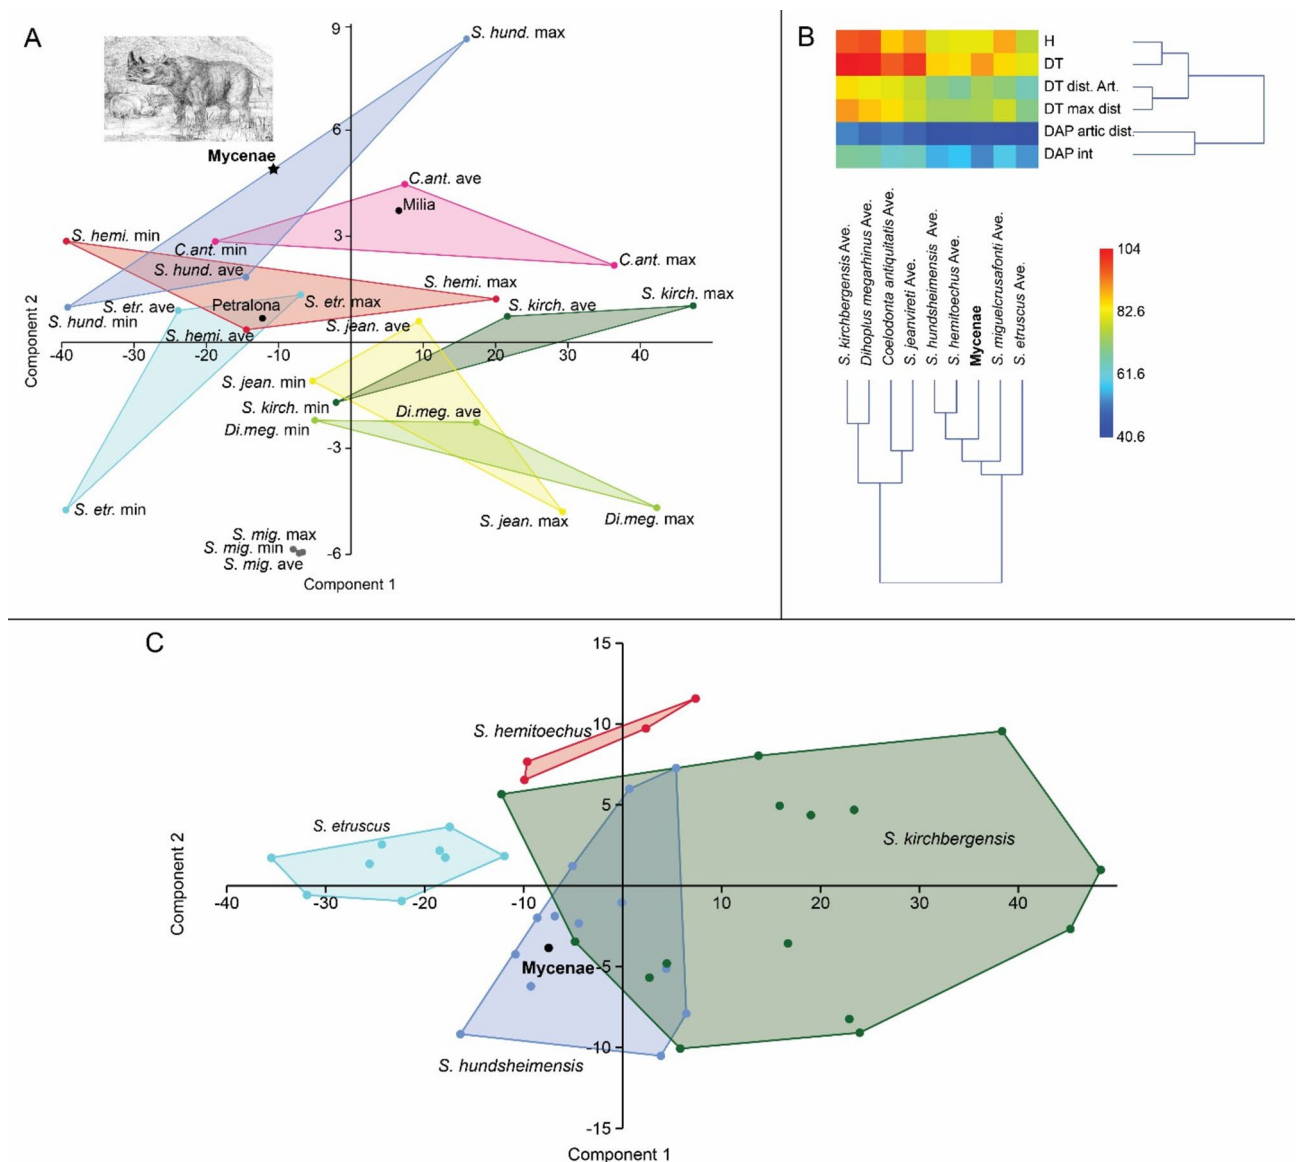 A
9
S. hund. max
6
Mycenae
C.ant. ave
Milia
S. hemi. min
3
C.ant. min
S. hund. ave
C.ant. max
S. hemi. max
S. etr. ave
Petralona
S. etr. max
S. kirch. ave
S. kirch. max
S. hund. min
S. jean. ave
S. hemi. ave
-40
-30
-20
-10
10
20
30
40
Component 2
S. jean. min
S. kirch. min
Di.meg. ave
Di.meg. min
-3
S. etr. min
S. jean. max
Di.meg. max
S. mig. max
S. mig. min
S. mig. ave
-6
Component 1
B
H
DT
DT dist. Art.
DT max dist
DAP artic dist.
DAP int
S. kirchbergensis Ave.
Dihoplus megarhinus Ave.
Coelodonta antiquitatis Ave.
S. jeanvireti Ave.
S. hundsheimensis Ave.
S. hemitoechus Ave.
Mycenae
S. miguelcrusafonti Ave.
S. etruscus Ave.
104
82.6
61.6
40.6
C
15
10
S. hemitoechus
5
S. etruscus
S. kirchbergensis
Component 2
-40
-30
-20
-10
10
20
30
40
Mycenae
-5
-10
S. hundsheimensis
-15
Component 1